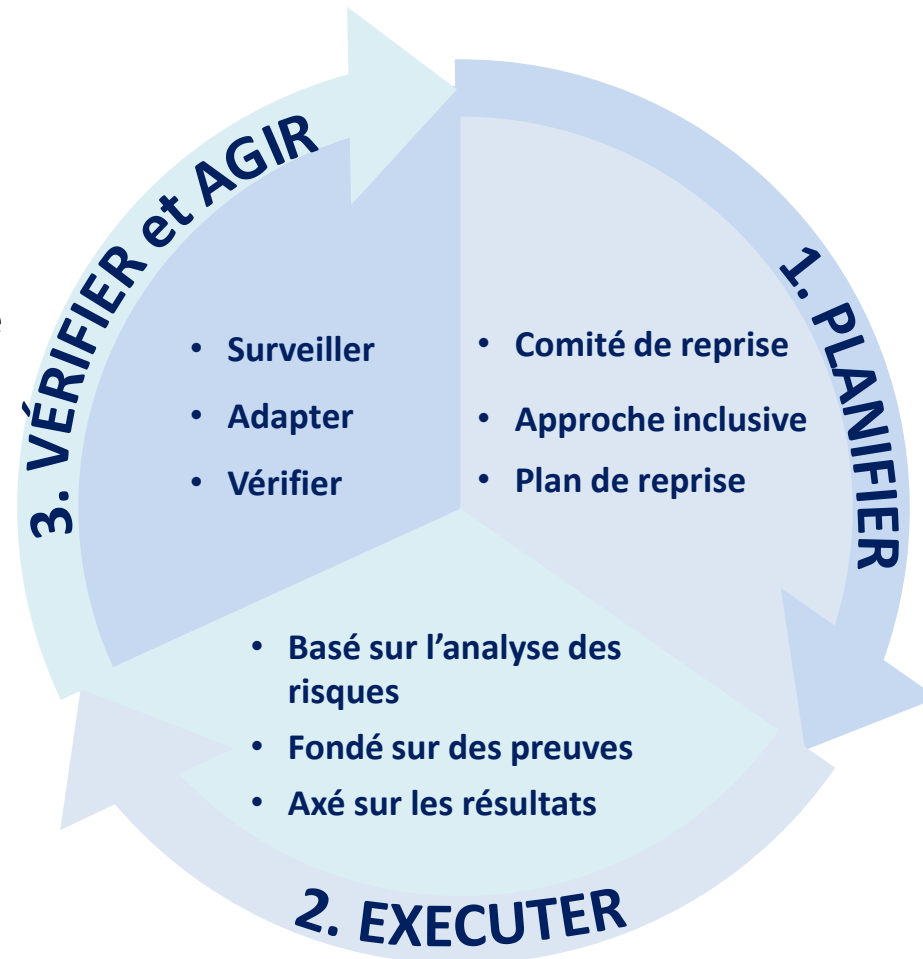 1. PLANIFIER
• Comité de reprise
• Approche inclusive
• Plan de reprise
2. EXECUTER
• Basé sur l’analyse des
risques
• Fondé sur des preuves
• Axé sur les résultats
3. VÉRIFIER et AGIR
• Surveiller
• Adapter
• Vérifier